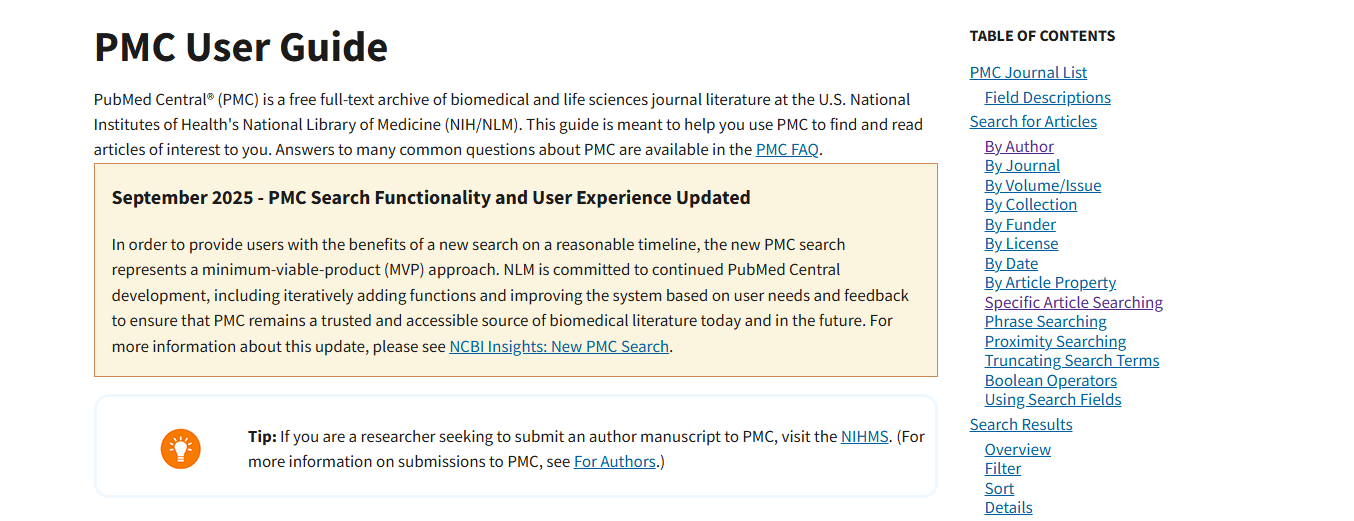 PMC User Guide
PubMed Central® (PMC) is a free full-text archive of biomedical and life sciences journal literature at the U.S. National
Institutes of Health's National Library of Medicine (NIH/NLM). This guide is meant to help you use PMC to find and read
articles of interest to you. Answers to many common questions about PMC are available in the PMC FAQ.
September 2025 - PMC Search Functionality and User Experience Updated
In order to provide users with the benefits of a new search on a reasonable timeline, the new PMC search
represents a minimum-viable-product (MVP) approach. NLM is committed to continued PubMed Central
development, including iteratively adding functions and improving the system based on user needs and feedback
to ensure that PMC remains a trusted and accessible source of biomedical literature today and in the future. For
more information about this update, please see NCBI Insights: New PMC Search.
Tip: If you are a researcher seeking to submit an author manuscript to PMC, visit the NIHMS. (For
more information on submissions to PMC, see For Authors.)
TABLE OF CONTENTS
PMC Journal List
Field Descriptions
Search for Articles
By Author
By Journal
By Volume/Issue
By Collection
By Funder
By License
By Date
By Article Property
Specific Article Searching
Phrase Searching
Proximity Searching
Truncating Search Terms
Boolean Operators
Using Search Fields
Search Results
Overview
Filter
Sort
Details